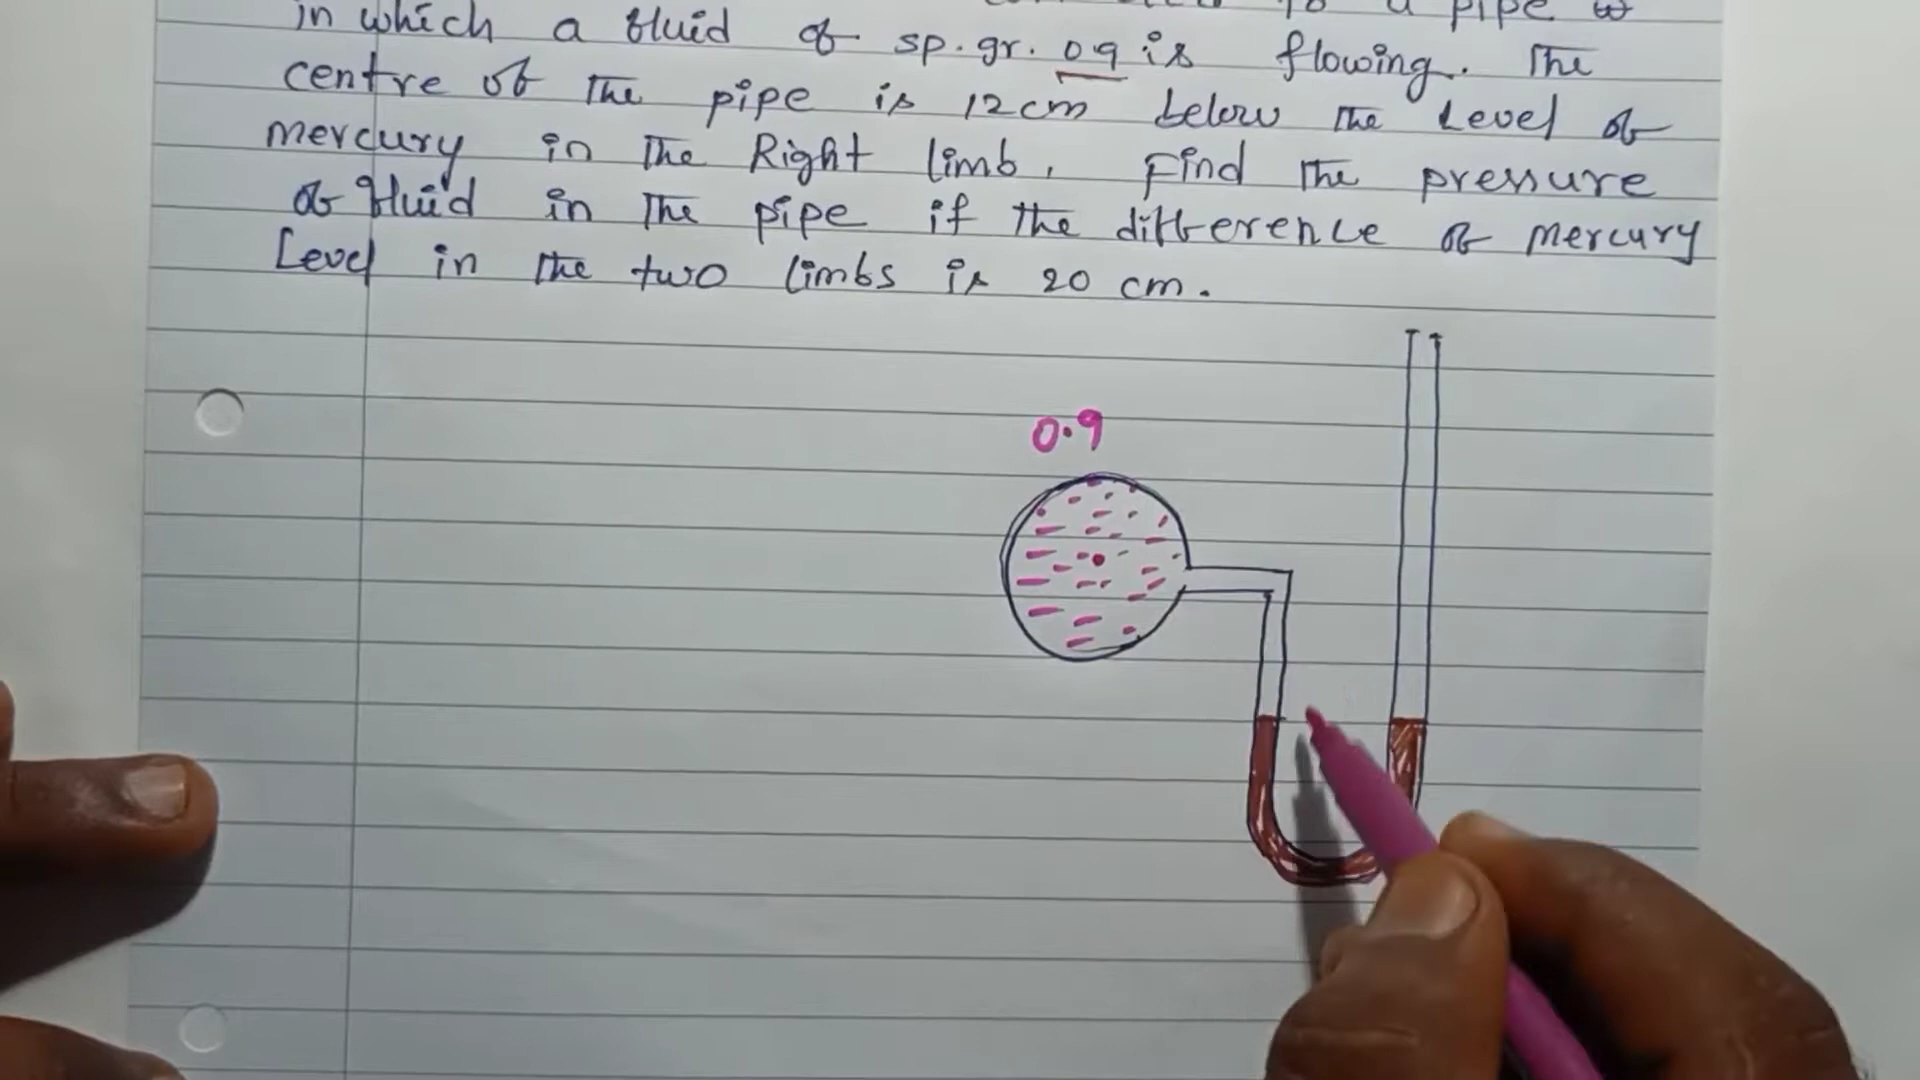 to a pipe
in which a fluid of sp.gr. 0.9 is flowing. The
centre of The pipe is 12cm below The Level of
mercury in The Right limb, Find The pressure
of fluid in The pipe if the difference of mercury
Level in the two limbs is 20 cm.
0.9